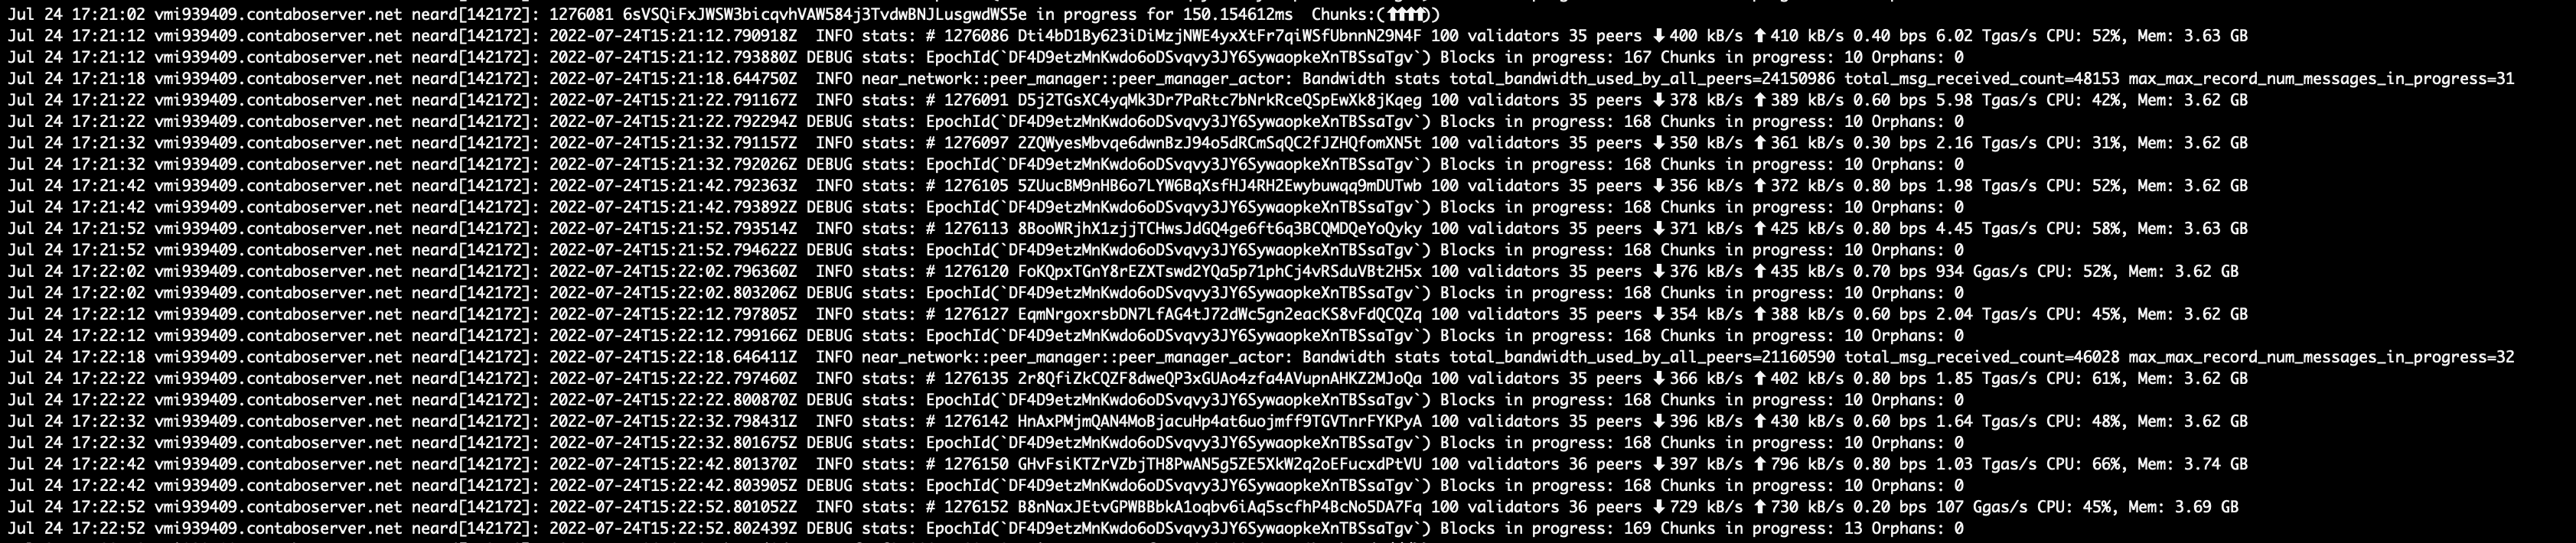 Jul 24 17:21:02 vmi939409.contaboserver.net neard[142172]: 1276081 6sVSQiFxJWSW3bicqvhVAW584j3TvdwBNJLusgwdWS5e in progress for 150.154612ms  Chunks:(⬆⬆⬆⬆))
Jul 24 17:21:12 vmi939409.contaboserver.net neard[142172]: 2022-07-24T15:21:12.790918Z  INFO stats: # 1276086 Dti4bD1By623iDiMzjNWE4yxXtFr7qiWSfUbnnN29N4F 100 validators 35 peers ⬇ 400 kB/s ⬆ 410 kB/s 0.40 bps 6.02 Tgas/s CPU: 52%, Mem: 3.63 GB
Jul 24 17:21:12 vmi939409.contaboserver.net neard[142172]: 2022-07-24T15:21:12.793880Z DEBUG stats: EpochId(`DF4D9etzMnKwdo6oDSvqvy3JY6SywaopkeXnTBSsaTgv`) Blocks in progress: 167 Chunks in progress: 10 Orphans: 0
Jul 24 17:21:18 vmi939409.contaboserver.net neard[142172]: 2022-07-24T15:21:18.644750Z  INFO near_network::peer_manager::peer_manager_actor: Bandwidth stats total_bandwidth_used_by_all_peers=24150986 total_msg_received_count=48153 max_max_record_num_messages_in_progress=31
Jul 24 17:21:22 vmi939409.contaboserver.net neard[142172]: 2022-07-24T15:21:22.791167Z  INFO stats: # 1276091 D5j2TGsXC4yqMk3Dr7PaRtc7bNrkRceQSpEwXk8jKqeg 100 validators 35 peers ⬇ 378 kB/s ⬆ 389 kB/s 0.60 bps 5.98 Tgas/s CPU: 42%, Mem: 3.62 GB
Jul 24 17:21:22 vmi939409.contaboserver.net neard[142172]: 2022-07-24T15:21:22.792294Z DEBUG stats: EpochId(`DF4D9etzMnKwdo6oDSvqvy3JY6SywaopkeXnTBSsaTgv`) Blocks in progress: 168 Chunks in progress: 10 Orphans: 0
Jul 24 17:21:32 vmi939409.contaboserver.net neard[142172]: 2022-07-24T15:21:32.791157Z  INFO stats: # 1276097 2ZQWyesMbvqe6dwnBzJ94o5dRCmSqQC2fJZHQfomXN5t 100 validators 35 peers ⬇ 350 kB/s ⬆ 361 kB/s 0.30 bps 2.16 Tgas/s CPU: 31%, Mem: 3.62 GB
Jul 24 17:21:32 vmi939409.contaboserver.net neard[142172]: 2022-07-24T15:21:32.792026Z DEBUG stats: EpochId(`DF4D9etzMnKwdo6oDSvqvy3JY6SywaopkeXnTBSsaTgv`) Blocks in progress: 168 Chunks in progress: 10 Orphans: 0
Jul 24 17:21:42 vmi939409.contaboserver.net neard[142172]: 2022-07-24T15:21:42.792363Z  INFO stats: # 1276105 5ZUucBM9nHB6o7LYW6BqXsfHJ4RH2Ewybuwqq9mDUTwb 100 validators 35 peers ⬇ 356 kB/s ⬆ 372 kB/s 0.80 bps 1.98 Tgas/s CPU: 52%, Mem: 3.62 GB
Jul 24 17:21:42 vmi939409.contaboserver.net neard[142172]: 2022-07-24T15:21:42.793892Z DEBUG stats: EpochId(`DF4D9etzMnKwdo6oDSvqvy3JY6SywaopkeXnTBSsaTgv`) Blocks in progress: 168 Chunks in progress: 10 Orphans: 0
Jul 24 17:21:52 vmi939409.contaboserver.net neard[142172]: 2022-07-24T15:21:52.793514Z  INFO stats: # 1276113 8BooWRjhX1zjjTCHwsJdGQ4ge6ft6q3BCQMDQeYoQyky 100 validators 35 peers ⬇ 371 kB/s ⬆ 425 kB/s 0.80 bps 4.45 Tgas/s CPU: 58%, Mem: 3.63 GB
Jul 24 17:21:52 vmi939409.contaboserver.net neard[142172]: 2022-07-24T15:21:52.794622Z DEBUG stats: EpochId(`DF4D9etzMnKwdo6oDSvqvy3JY6SywaopkeXnTBSsaTgv`) Blocks in progress: 168 Chunks in progress: 10 Orphans: 0
Jul 24 17:22:02 vmi939409.contaboserver.net neard[142172]: 2022-07-24T15:22:02.796360Z  INFO stats: # 1276120 FoKQpxTGnY8rEZXTswd2YQa5p71phCj4vRSduVBt2H5x 100 validators 35 peers ⬇ 376 kB/s ⬆ 435 kB/s 0.70 bps 934 Ggas/s CPU: 52%, Mem: 3.62 GB
Jul 24 17:22:02 vmi939409.contaboserver.net neard[142172]: 2022-07-24T15:22:02.803206Z DEBUG stats: EpochId(`DF4D9etzMnKwdo6oDSvqvy3JY6SywaopkeXnTBSsaTgv`) Blocks in progress: 168 Chunks in progress: 10 Orphans: 0
Jul 24 17:22:12 vmi939409.contaboserver.net neard[142172]: 2022-07-24T15:22:12.797805Z  INFO stats: # 1276127 EqmNrgoxrsbDN7LfAG4tJ72dWc5gn2eacKS8vFdQCQZq 100 validators 35 peers ⬇ 354 kB/s ⬆ 388 kB/s 0.60 bps 2.04 Tgas/s CPU: 45%, Mem: 3.62 GB
Jul 24 17:22:12 vmi939409.contaboserver.net neard[142172]: 2022-07-24T15:22:12.799166Z DEBUG stats: EpochId(`DF4D9etzMnKwdo6oDSvqvy3JY6SywaopkeXnTBSsaTgv`) Blocks in progress: 168 Chunks in progress: 10 Orphans: 0
Jul 24 17:22:18 vmi939409.contaboserver.net neard[142172]: 2022-07-24T15:22:18.646411Z  INFO near_network::peer_manager::peer_manager_actor: Bandwidth stats total_bandwidth_used_by_all_peers=21160590 total_msg_received_count=46028 max_max_record_num_messages_in_progress=32
Jul 24 17:22:22 vmi939409.contaboserver.net neard[142172]: 2022-07-24T15:22:22.797460Z  INFO stats: # 1276135 2r8QfiZkCQZF8dweQP3xGUAo4zfa4AVupnAHKZ2MJoQa 100 validators 35 peers ⬇ 366 kB/s ⬆ 402 kB/s 0.80 bps 1.85 Tgas/s CPU: 61%, Mem: 3.62 GB
Jul 24 17:22:22 vmi939409.contaboserver.net neard[142172]: 2022-07-24T15:22:22.800870Z DEBUG stats: EpochId(`DF4D9etzMnKwdo6oDSvqvy3JY6SywaopkeXnTBSsaTgv`) Blocks in progress: 168 Chunks in progress: 10 Orphans: 0
Jul 24 17:22:32 vmi939409.contaboserver.net neard[142172]: 2022-07-24T15:22:32.798431Z  INFO stats: # 1276142 HnAxPMjmQAN4MoBjacuHp4at6uojmff9TGVTnrFYKPyA 100 validators 35 peers ⬇ 396 kB/s ⬆ 430 kB/s 0.60 bps 1.64 Tgas/s CPU: 48%, Mem: 3.62 GB
Jul 24 17:22:32 vmi939409.contaboserver.net neard[142172]: 2022-07-24T15:22:32.801675Z DEBUG stats: EpochId(`DF4D9etzMnKwdo6oDSvqvy3JY6SywaopkeXnTBSsaTgv`) Blocks in progress: 168 Chunks in progress: 10 Orphans: 0
Jul 24 17:22:42 vmi939409.contaboserver.net neard[142172]: 2022-07-24T15:22:42.801370Z  INFO stats: # 1276150 GHvFsiKTZrVZbjTH8PwAN5g5ZE5XkW2q2oEFucxdPtVU 100 validators 36 peers ⬇ 397 kB/s ⬆ 796 kB/s 0.80 bps 1.03 Tgas/s CPU: 66%, Mem: 3.74 GB
Jul 24 17:22:42 vmi939409.contaboserver.net neard[142172]: 2022-07-24T15:22:42.803905Z DEBUG stats: EpochId(`DF4D9etzMnKwdo6oDSvqvy3JY6SywaopkeXnTBSsaTgv`) Blocks in progress: 168 Chunks in progress: 10 Orphans: 0
Jul 24 17:22:52 vmi939409.contaboserver.net neard[142172]: 2022-07-24T15:22:52.801052Z  INFO stats: # 1276152 B8nNaxJEtvGPWBBbkA1oqbv6iAq5scfhP4BcNo5DA7Fq 100 validators 36 peers ⬇ 729 kB/s ⬆ 730 kB/s 0.20 bps 107 Ggas/s CPU: 45%, Mem: 3.69 GB
Jul 24 17:22:52 vmi939409.contaboserver.net neard[142172]: 2022-07-24T15:22:52.802439Z DEBUG stats: EpochId(`DF4D9etzMnKwdo6oDSvqvy3JY6SywaopkeXnTBSsaTgv`) Blocks in progress: 169 Chunks in progress: 13 Orphans: 0